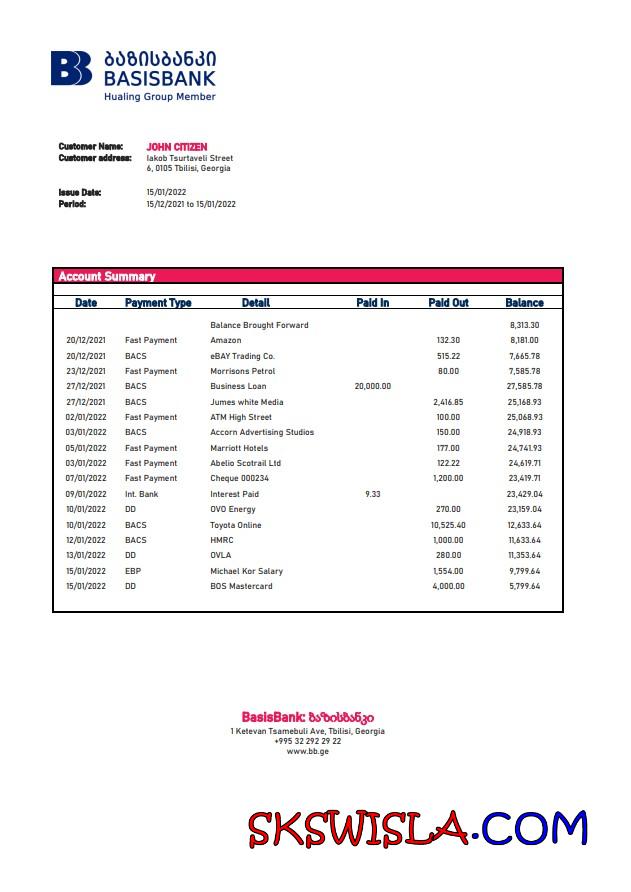 ბაზისბანკი
BASISBANK
Hualing Group Member
Customer Name: JOHN CITIZEN
Customer address: Iakob Tsurtaveli Street
6, 0105 Tbilisi, Georgia
Issue Date: 15/01/2022
Period: 15/12/2021 to 15/01/2022
Account Summary
Date Payment Type Detail Paid In Paid Out Balance
Balance Brought Forward 8,313.30
20/12/2021 Fast Payment Amazon 132.30 8,181.00
20/12/2021 BACS eBAY Trading Co. 515.22 7,665.78
23/12/2021 Fast Payment Morrisons Petrol 80.00 7,585.78
27/12/2021 BACS Business Loan 20,000.00 27,585.78
27/12/2021 BACS Jumes white Media 2,416.85 25,168.93
02/01/2022 Fast Payment ATM High Street 100.00 25,068.93
03/01/2022 BACS Accorn Advertising Studios 150.00 24,918.93
05/01/2022 Fast Payment Marriott Hotels 177.00 24,741.93
03/01/2022 Fast Payment Abelio Scotrail Ltd 122.22 24,619.71
07/01/2022 Fast Payment Cheque 000234 1,200.00 23,419.71
09/01/2022 Int. Bank Interest Paid 9.33 23,429.04
10/01/2022 DD OVO Energy 270.00 23,159.04
10/01/2022 BACS Toyota Online 10,525.40 12,633.64
12/01/2022 BACS HMRC 1,000.00 11,633.64
13/01/2022 DD OVLA 280.00 11,353.64
15/01/2022 EBP Michael Kor Salary 1,554.00 9,799.64
15/01/2022 DD BOS Mastercard 4,000.00 5,799.64
BasisBank: ბაზისბანკი
1 Ketevan Tsamebuli Ave, Tbilisi, Georgia
+995 32 292 29 22
www.bb.ge
SKSWISLA.COM